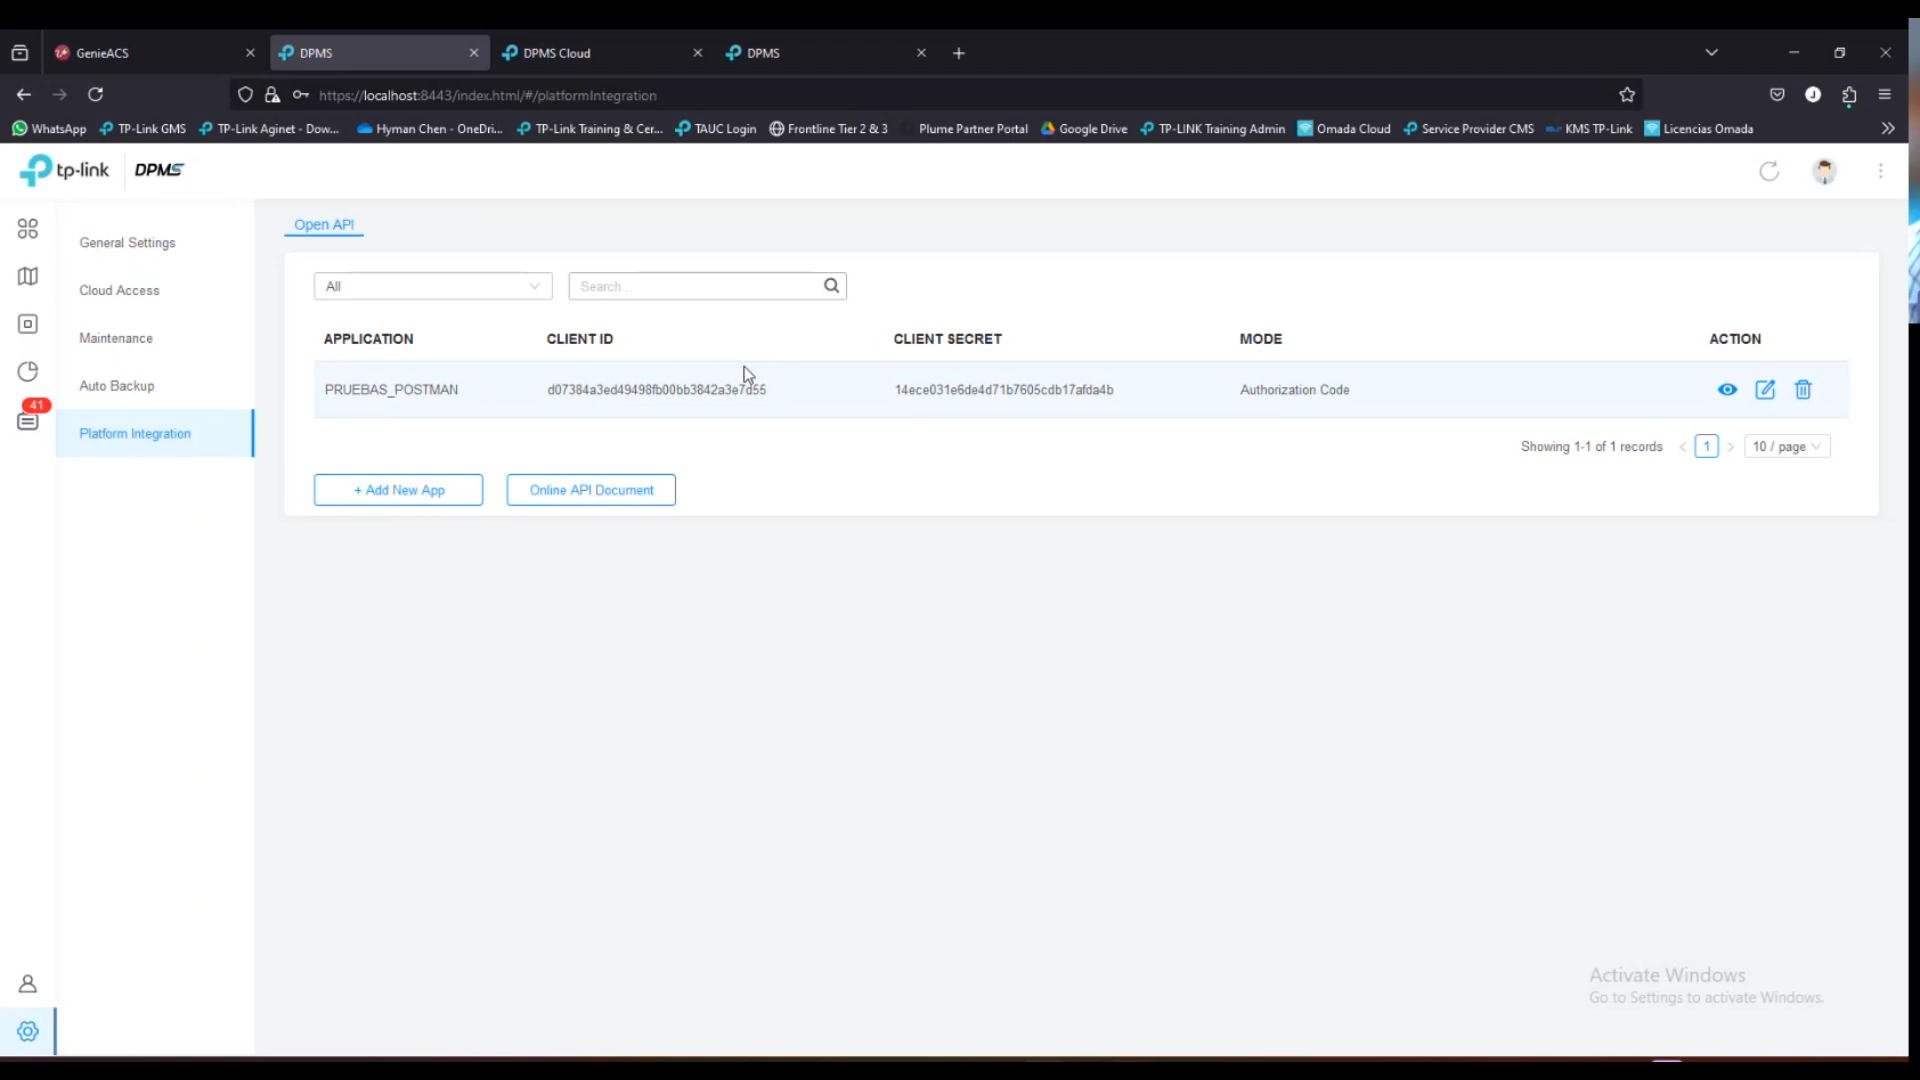 GenieACS
DPMS
DPMS Cloud
DPMS
https://localhost:8443/index.html/#/platformIntegration
J
WhatsApp TP-Link GMS TP-Link Aginet - Dow... Hyman Chen - OneDri... TP-Link Training & Cer... TAUC Login Frontline Tier 2 & 3 Plume Partner Portal Google Drive TP-LINK Training Admin Omada Cloud Service Provider CMS KMS TP-Link Licencias Omada
tp-link DPMS
General Settings
Cloud Access
Maintenance
Auto Backup
41
Platform Integration
Open API
All
Search...
APPLICATION CLIENT ID CLIENT SECRET MODE ACTION
PRUEBAS_POSTMAN d07384a3ed49498fb00bb3842a3e7d55 14ece031e6de4d71b7605cdb17afda4b Authorization Code
Showing 1-1 of 1 records < 1 > 10 / page
+ Add New App
Online API Document
Activate Windows
Go to Settings to activate Windows.